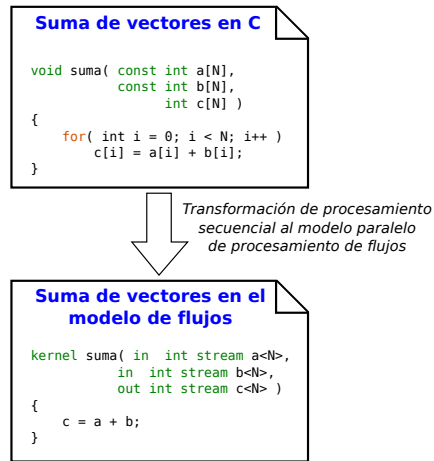 Suma de vectores en C
void suma( const int a[N],
const int b[N],
int c[N] )
{
for( int i = 0; i < N; i++ )
c[i] = a[i] + b[i];
}
Transformación de procesamiento
secuencial al modelo paralelo
de procesamiento de flujos
Suma de vectores en el
modelo de flujos
kernel suma( in int stream a<N>,
in int stream b<N>,
out int stream c<N> )
{
c = a + b;
}